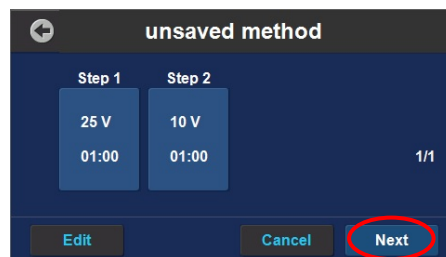 unsaved method
Step 1 Step 2
25 V 10 V
01:00 01:00 1/1
Edit Cancel Next